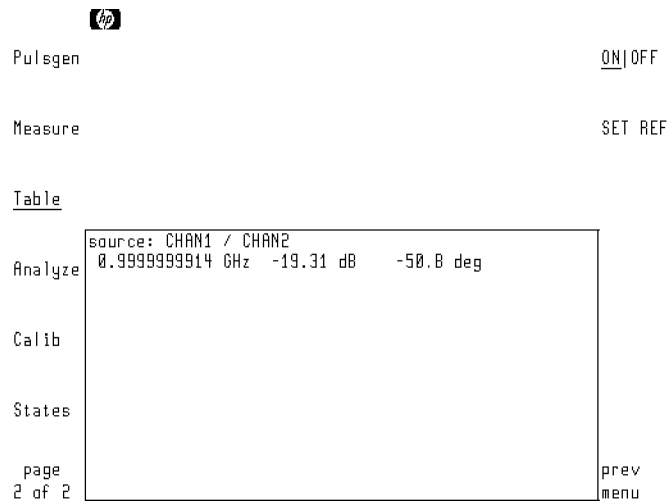 hp
Pulsgen
ON|OFF
Measure
SET REF
Table
source: CHAN1 / CHAN2
0.9999999914 GHz -19.31 dB -50.8 deg
Analyze
Calib
States
page
2 of 2
prev
menu